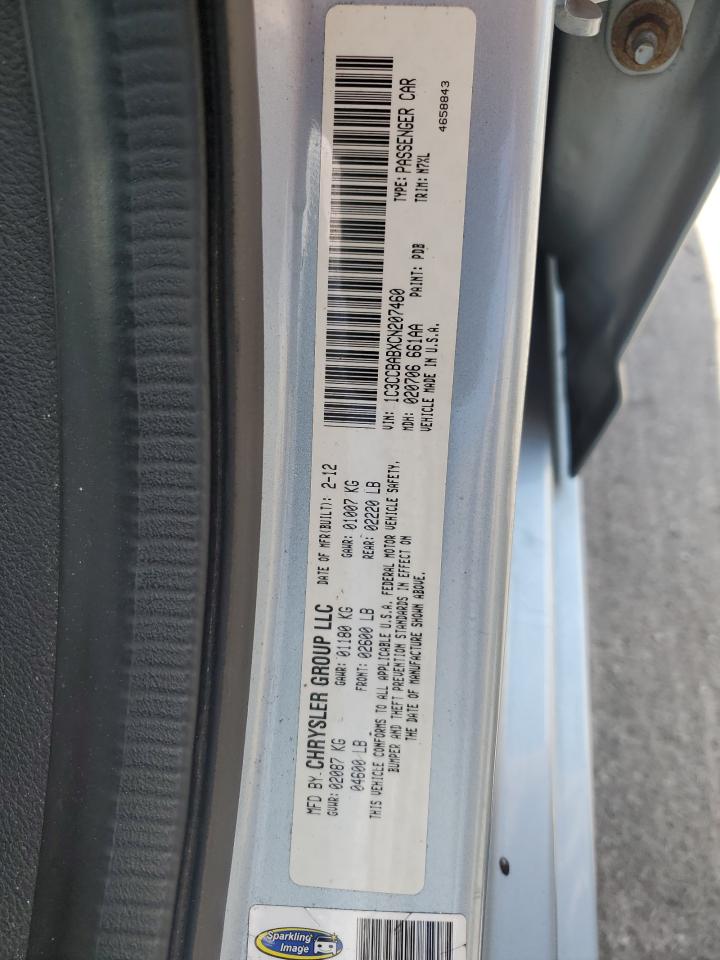 MFD BY: CHRYSLER GROUP LLC DATE OF MFR(BUILT): 2-12
GVWR: 02087 KG GAWR: 01180 KG GAWR: 01007 KG
04600 LB FRONT: 02600 LB REAR: 02220 LB
THIS VEHICLE CONFORMS TO ALL APPLICABLE U.S.A. FEDERAL MOTOR VEHICLE SAFETY,
BUMPER AND THEFT PREVENTION STANDARDS IN EFFECT ON
THE DATE OF MANUFACTURE SHOWN ABOVE.
VIN: 1C3CCBABXCN207460 TYPE: PASSENGER CAR
MDH: 020706 661AA PAINT: PDB TRIM: M7XL
VEHICLE MADE IN U.S.A.
4658843
Sparkling
Image